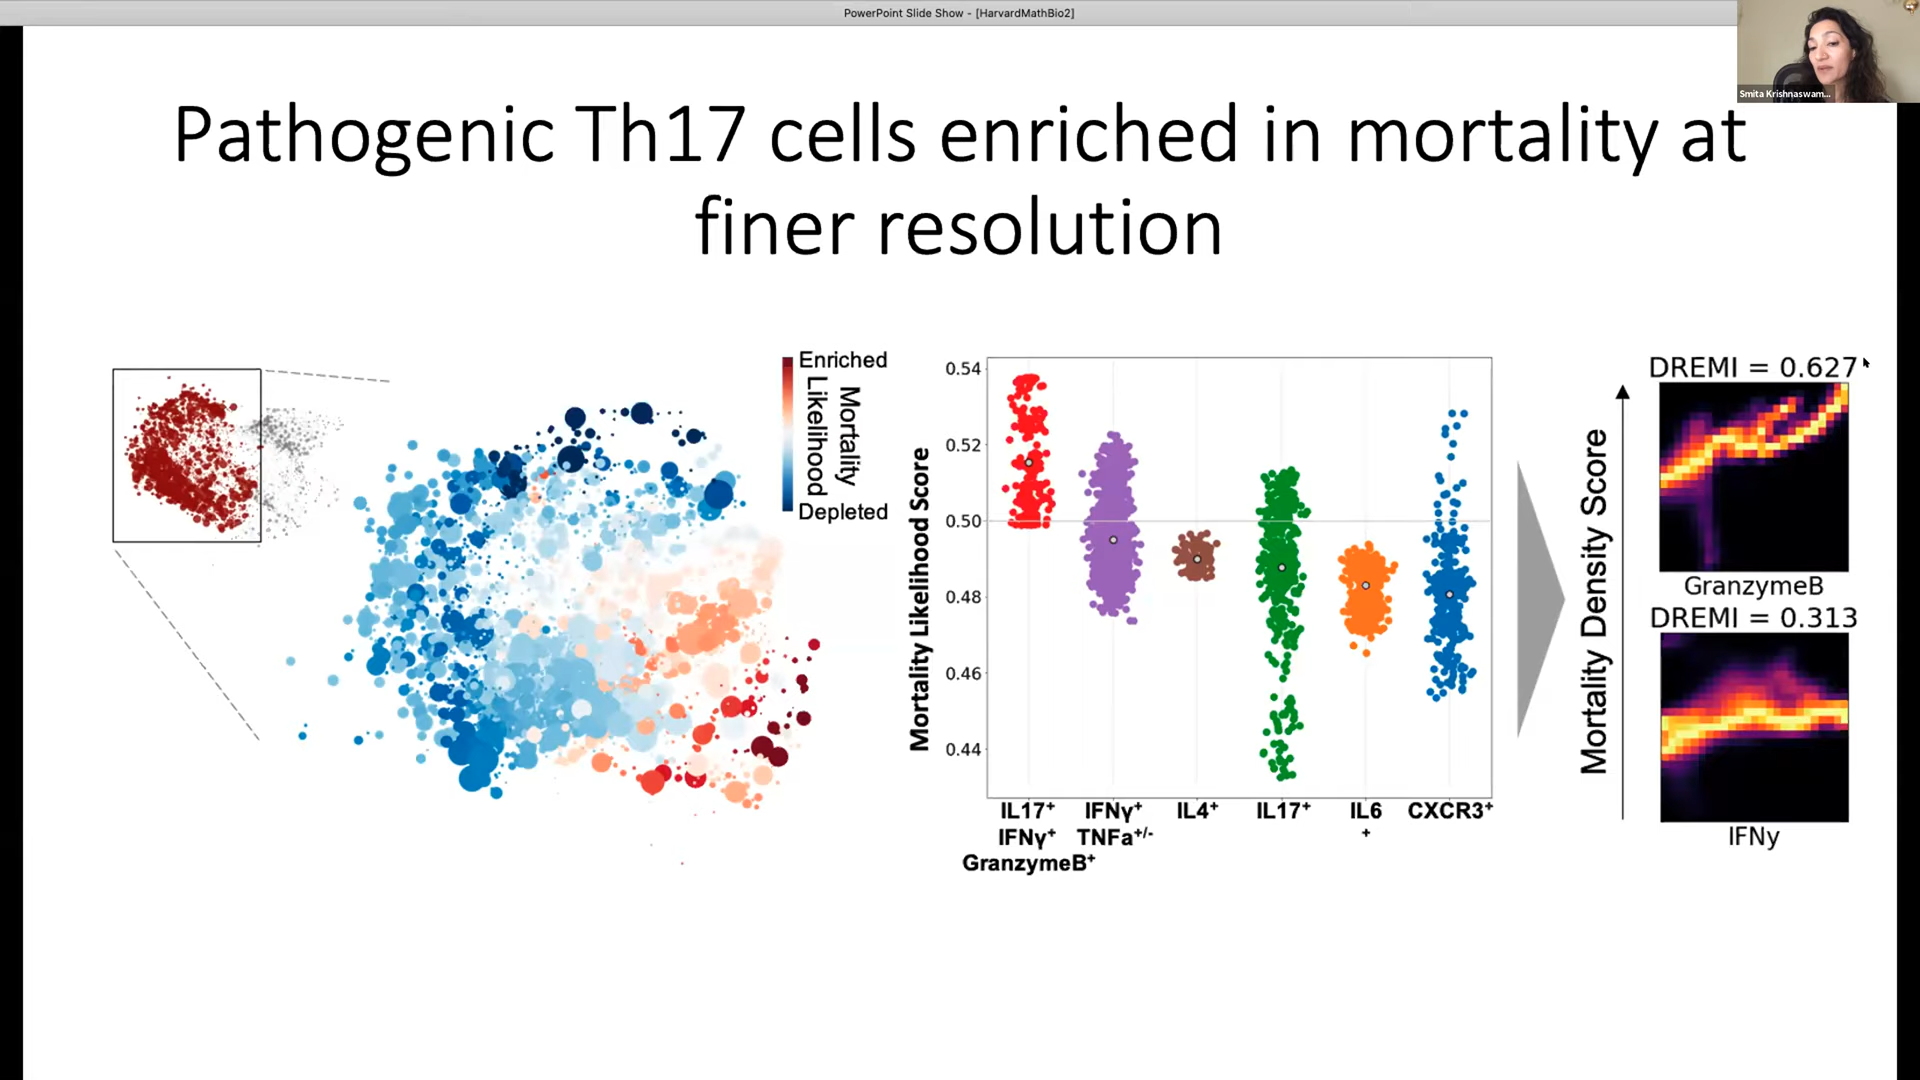 PowerPoint Slide Show - [HarvardMathBio2]
Smita Krishnaswam...
Pathogenic Th17 cells enriched in mortality at
finer resolution
Enriched
Mortality
Likelihood
Depleted
Mortality Likelihood Score
0.54
0.52
0.50
0.48
0.46
0.44
IL17⁺
IFNγ⁺
GranzymeB⁺
IFNγ⁺
TNFa⁺/⁻
IL4⁺
IL17⁺
IL6
⁺
CXCR3⁺
Mortality Density Score
DREMI = 0.627
GranzymeB
DREMI = 0.313
IFNy